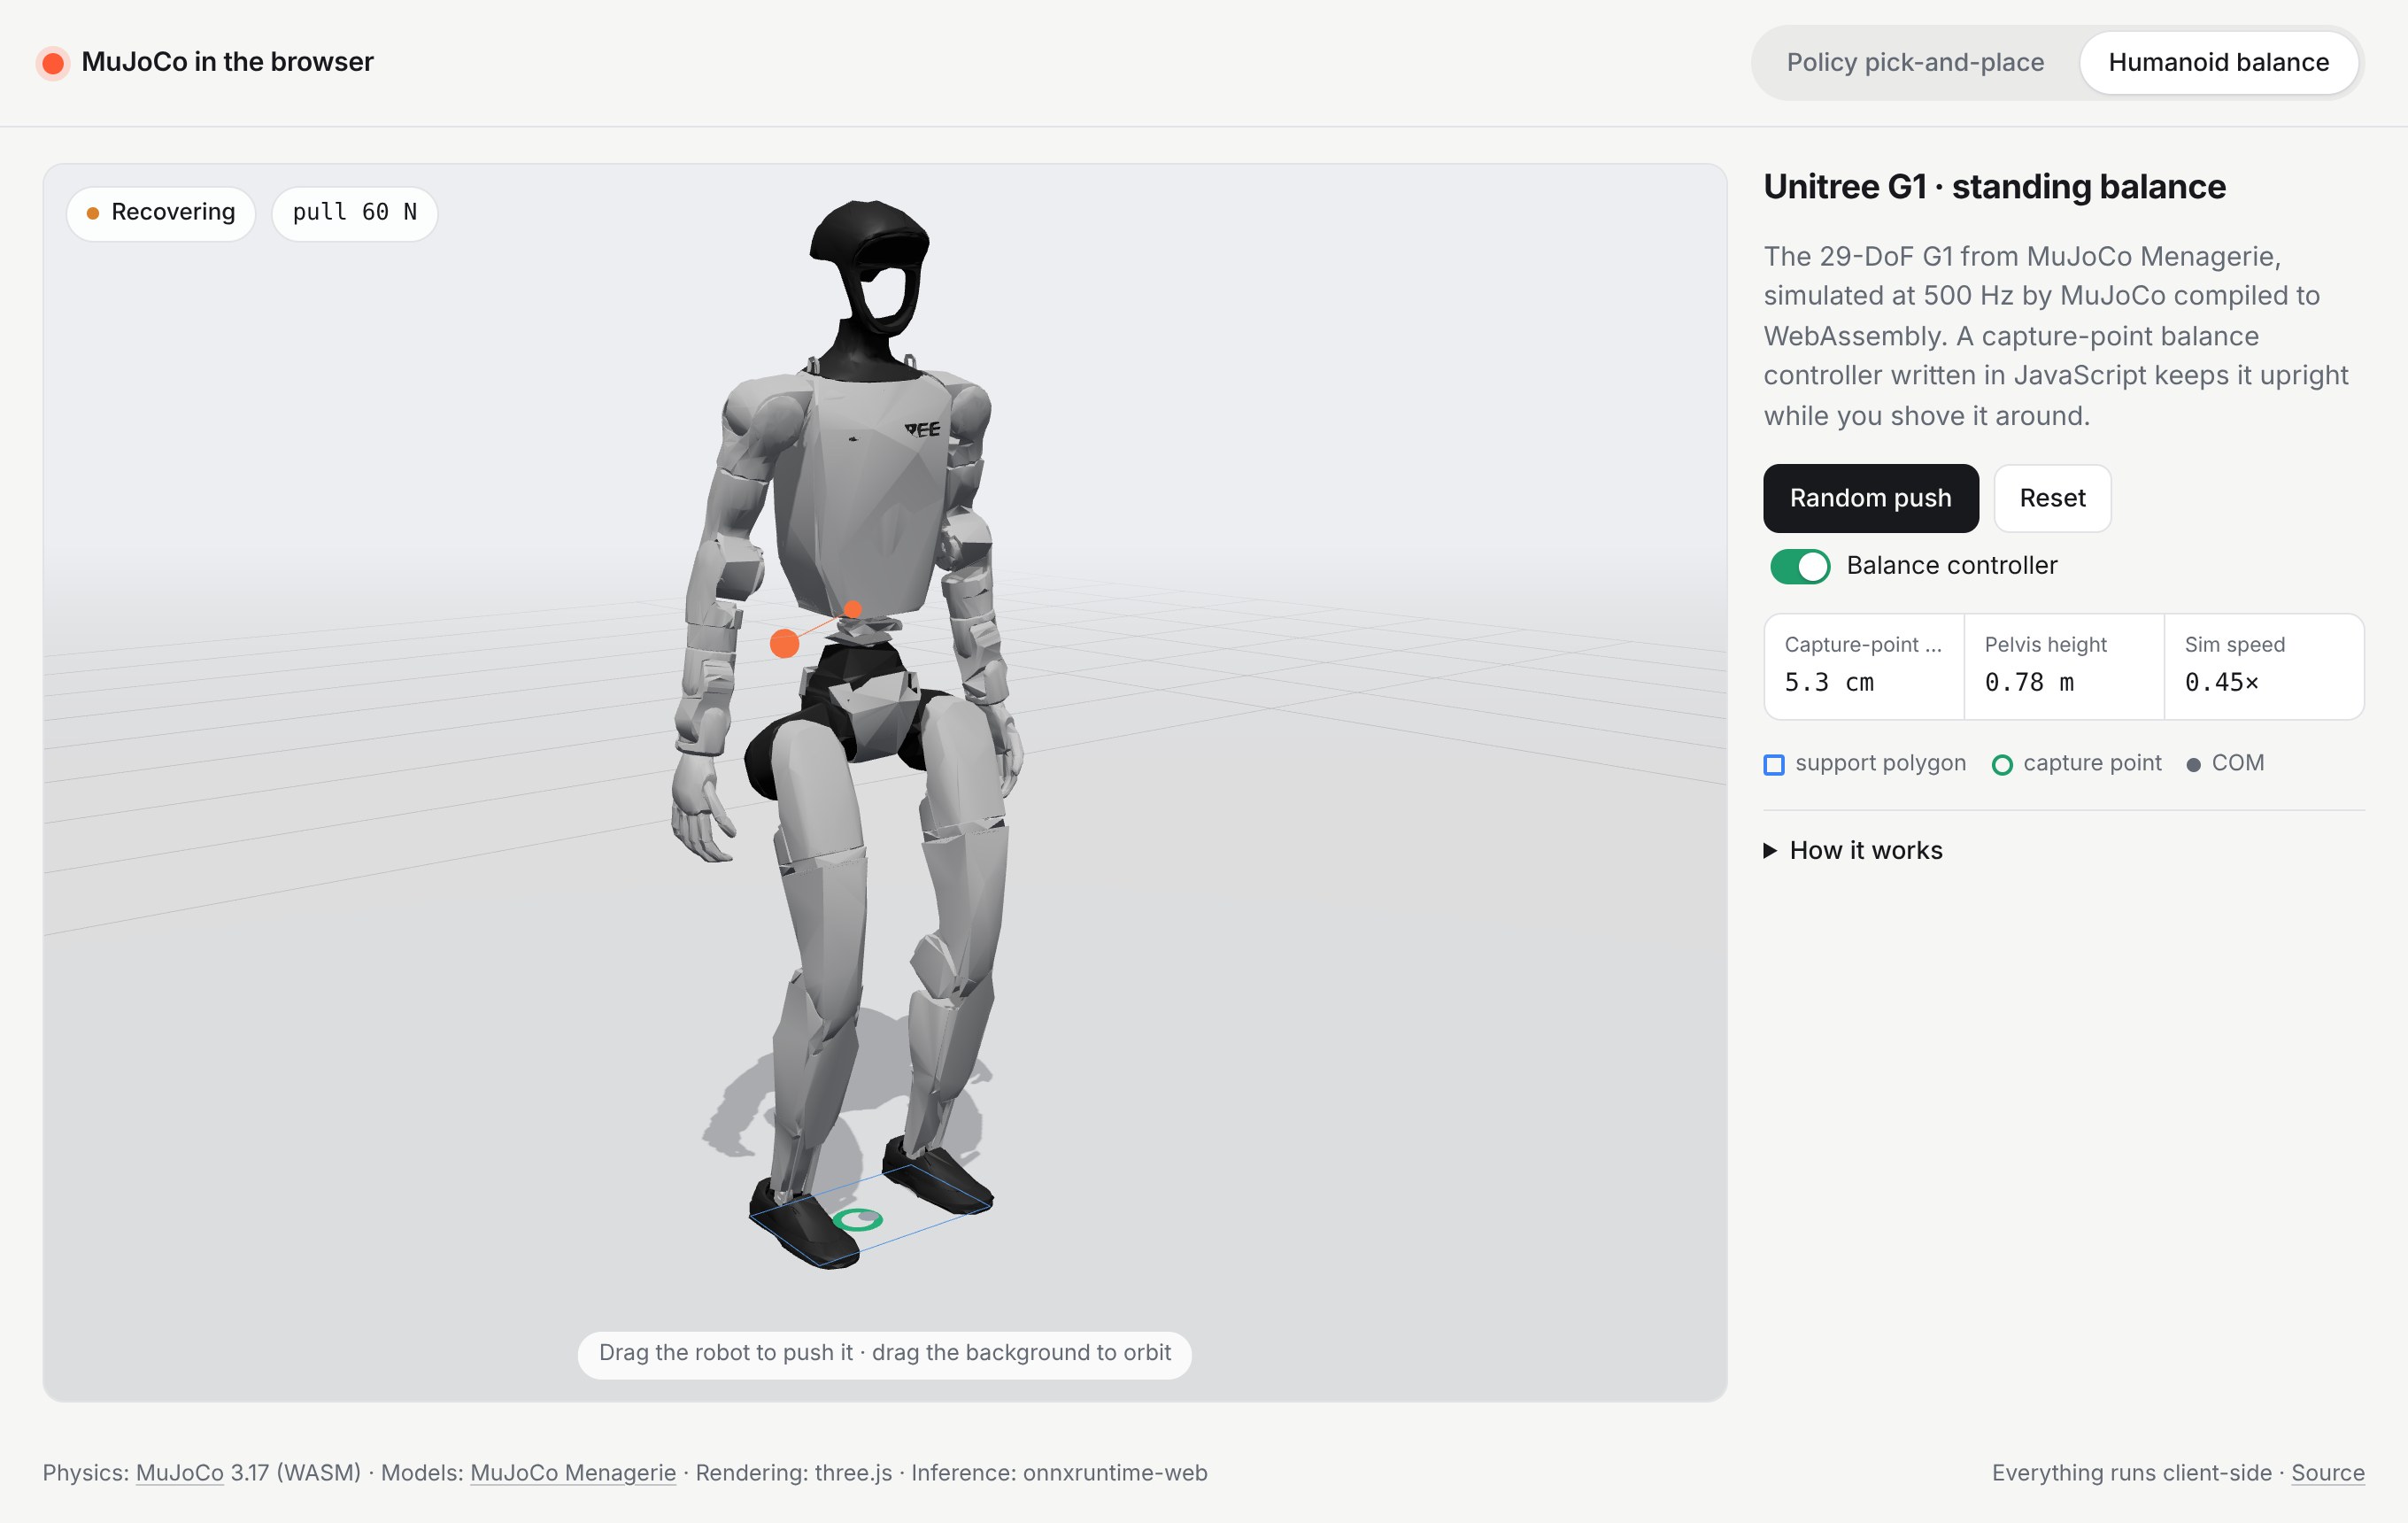 MuJoCo in the browser
Policy pick-and-place
Humanoid balance
Recovering
pull 60 N
Drag the robot to push it · drag the background to orbit
Unitree G1 · standing balance
The 29-DoF G1 from MuJoCo Menagerie,
simulated at 500 Hz by MuJoCo compiled to
WebAssembly. A capture-point balance
controller written in JavaScript keeps it upright
while you shove it around.
Random push
Reset
Balance controller
Capture-point ...
5.3 cm
Pelvis height
0.78 m
Sim speed
0.45×
support polygon
capture point
COM
How it works
Physics: MuJoCo 3.17 (WASM) · Models: MuJoCo Menagerie · Rendering: three.js · Inference: onnxruntime-web
Everything runs client-side · Source